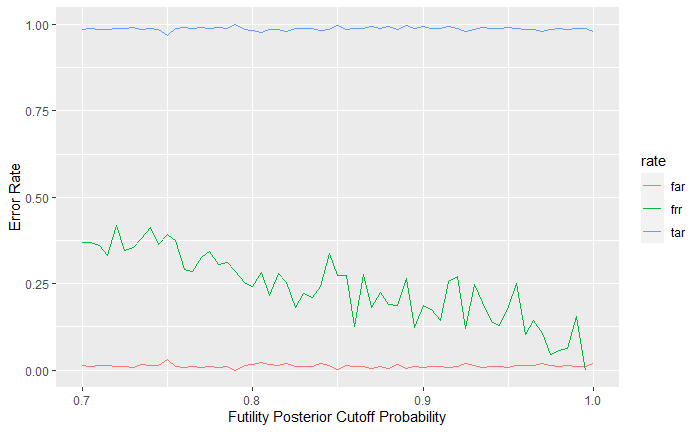 1.00
0.75
0.50
0.25
0.00
Error Rate
0.7
0.8
0.9
1.0
Futility Posterior Cutoff Probability
rate
far
frr
tar